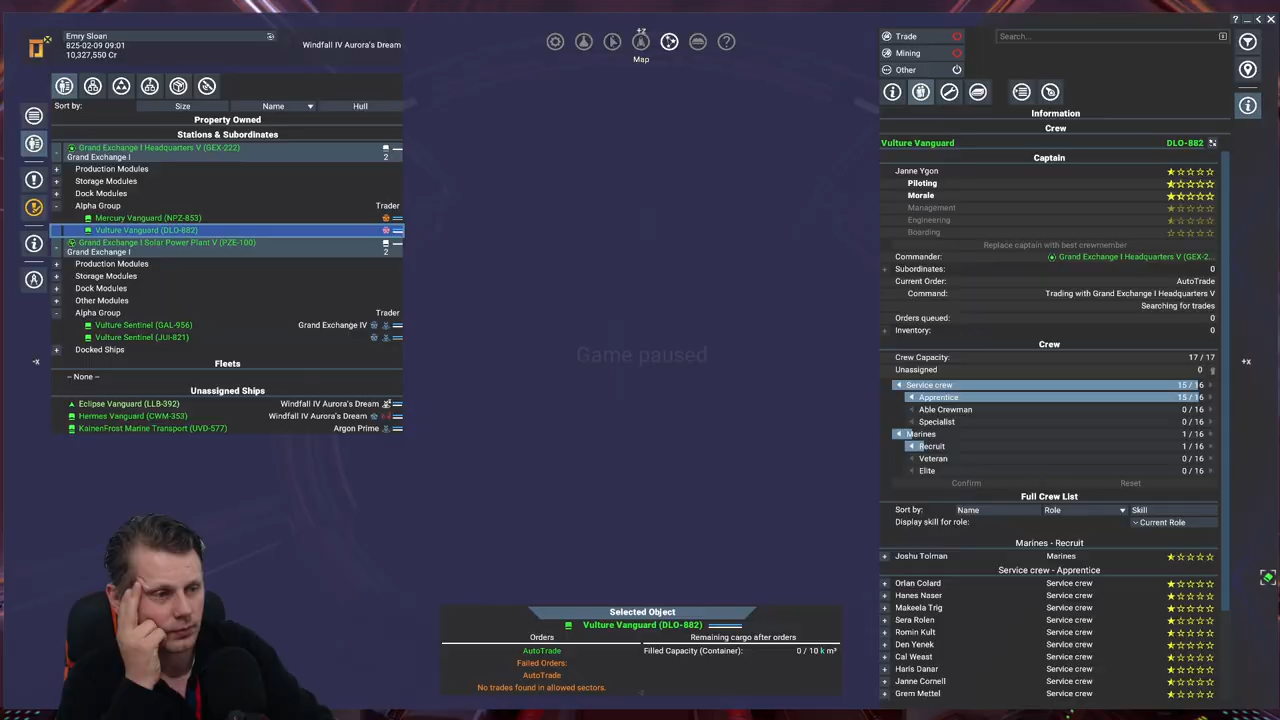 Emry Sloan
825-02-09 09:01
10,327,550 Cr
Windfall IV Aurora's Dream
+Z
Map
Sort by: Size Name Hull
Property Owned
Stations & Subordinates
Grand Exchange I Headquarters V (GEX-222)
Grand Exchange I 2
Production Modules
Storage Modules
Dock Modules
Alpha Group Trader
Mercury Vanguard (NPZ-853)
Vulture Vanguard (DLO-882)
Grand Exchange I Solar Power Plant V (PZE-100)
Grand Exchange I 2
Production Modules
Storage Modules
Dock Modules
Other Modules
Alpha Group Trader
Vulture Sentinel (GAL-956) Grand Exchange IV
Vulture Sentinel (JUI-821)
Docked Ships
Fleets
-- None --
Unassigned Ships
Eclipse Vanguard (LLB-392) Windfall IV Aurora's Dream
Hermes Vanguard (CWM-353) Windfall IV Aurora's Dream
KainenFrost Marine Transport (UVD-577) Argon Prime
-X
Game paused
+X
Selected Object
Vulture Vanguard (DLO-882)
Orders Remaining cargo after orders
AutoTrade Filled Capacity (Container): 0 / 10 k m³
Failed Orders:
AutoTrade
No trades found in allowed sectors.
Trade
Mining
Other
Search...
Information
Crew
Vulture Vanguard DLO-882
Captain
Janne Ygon
Piloting
Morale
Management
Engineering
Boarding
Replace captain with best crewmember
Commander: Grand Exchange I Headquarters V (GEX-2...
Subordinates: 0
Current Order: AutoTrade
Command: Trading with Grand Exchange I Headquarters V
Searching for trades
Orders queued: 0
Inventory: 0
Crew
Crew Capacity: 17 / 17
Unassigned 0
Service crew 15 / 16
Apprentice 15 / 16
Able Crewman 0 / 16
Specialist 0 / 16
Marines 1 / 16
Recruit 1 / 16
Veteran 0 / 16
Elite 0 / 16
Confirm Reset
Full Crew List
Sort by: Name Role Skill
Display skill for role: Current Role
Marines - Recruit
Joshu Tolman Marines
Service crew - Apprentice
Orlan Colard Service crew
Hanes Naser Service crew
Makeela Trig Service crew
Sera Rolen Service crew
Romin Kult Service crew
Den Yenek Service crew
Cal Weast Service crew
Haris Danar Service crew
Janne Cornell Service crew
Grem Mettel Service crew